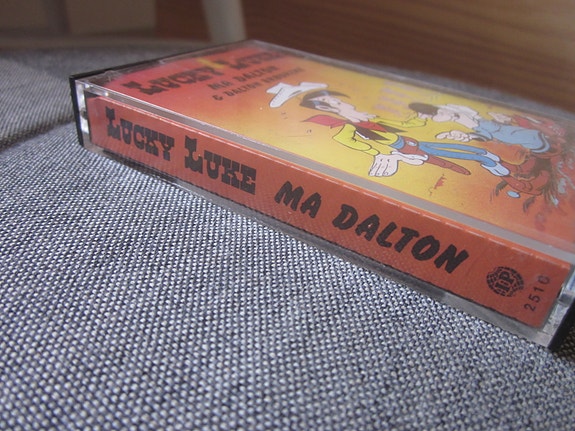 LUCKY LUKE
MA DALTON
LUCKY LUKE MA DALTON
2510